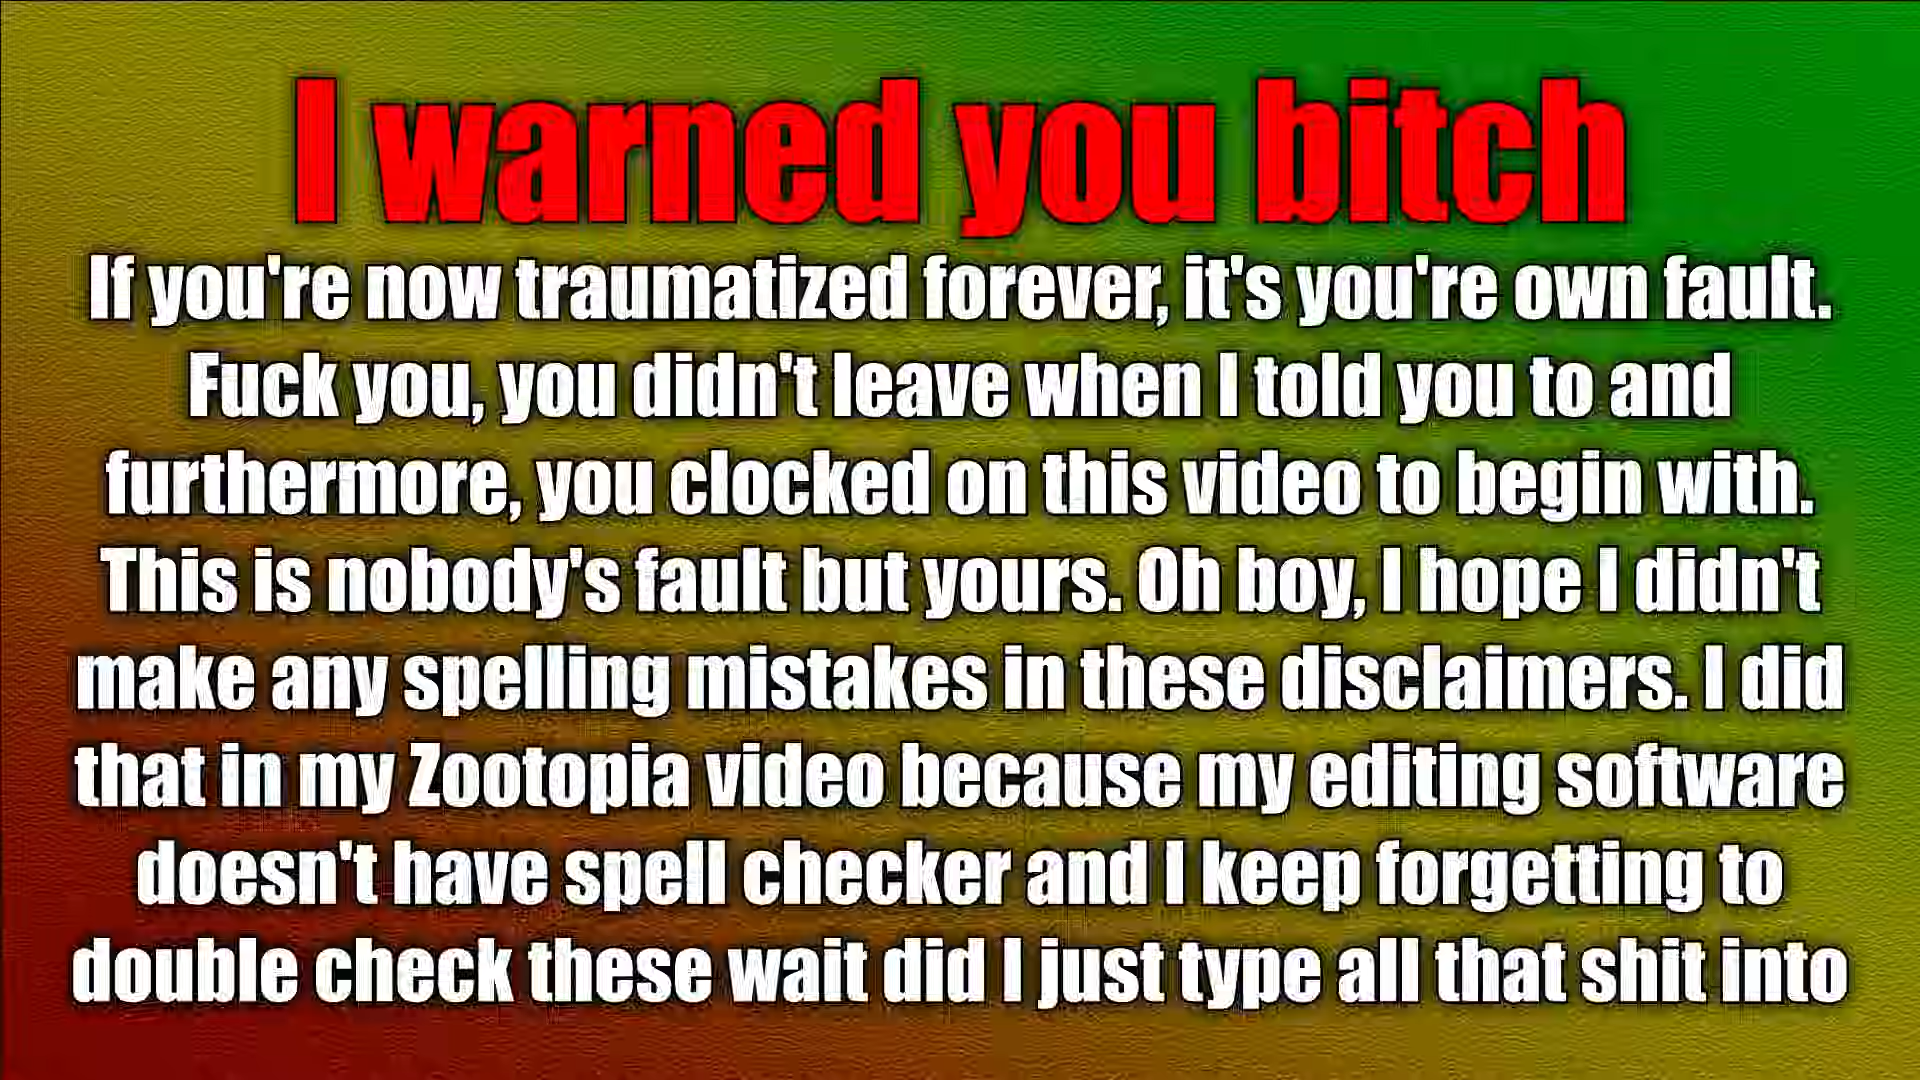 I warned you bitch
If you're now traumatized forever, it's you're own fault.
Fuck you, you didn't leave when I told you to and
furthermore, you clocked on this video to begin with.
This is nobody's fault but yours. Oh boy, I hope I didn't
make any spelling mistakes in these disclaimers. I did
that in my Zootopia video because my editing software
doesn't have spell checker and I keep forgetting to
double check these wait did I just type all that shit into